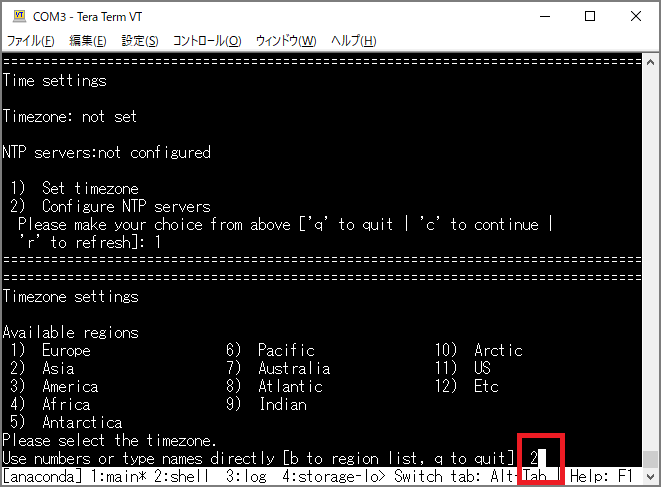 COM3 - Tera Term VT
ファイル(F) 編集(E) 設定(S) コントロール(O) ウィンドウ(W) ヘルプ(H)
================================================================================
Time settings
Timezone: not set
NTP servers:not configured
1) Set timezone
2) Configure NTP servers
Please make your choice from above ['q' to quit | 'c' to continue |
'r' to refresh]: 1
================================================================================
================================================================================
Timezone settings
Available regions
1) Europe 6) Pacific 10) Arctic
2) Asia 7) Australia 11) US
3) America 8) Atlantic 12) Etc
4) Africa 9) Indian
5) Antarctica
Please select the timezone.
Use numbers or type names directly [b to region list, q to quit] 2
[anaconda] 1:main* 2:shell 3:log 4:storage-lo> Switch tab: Alt-Tab | Help: F1